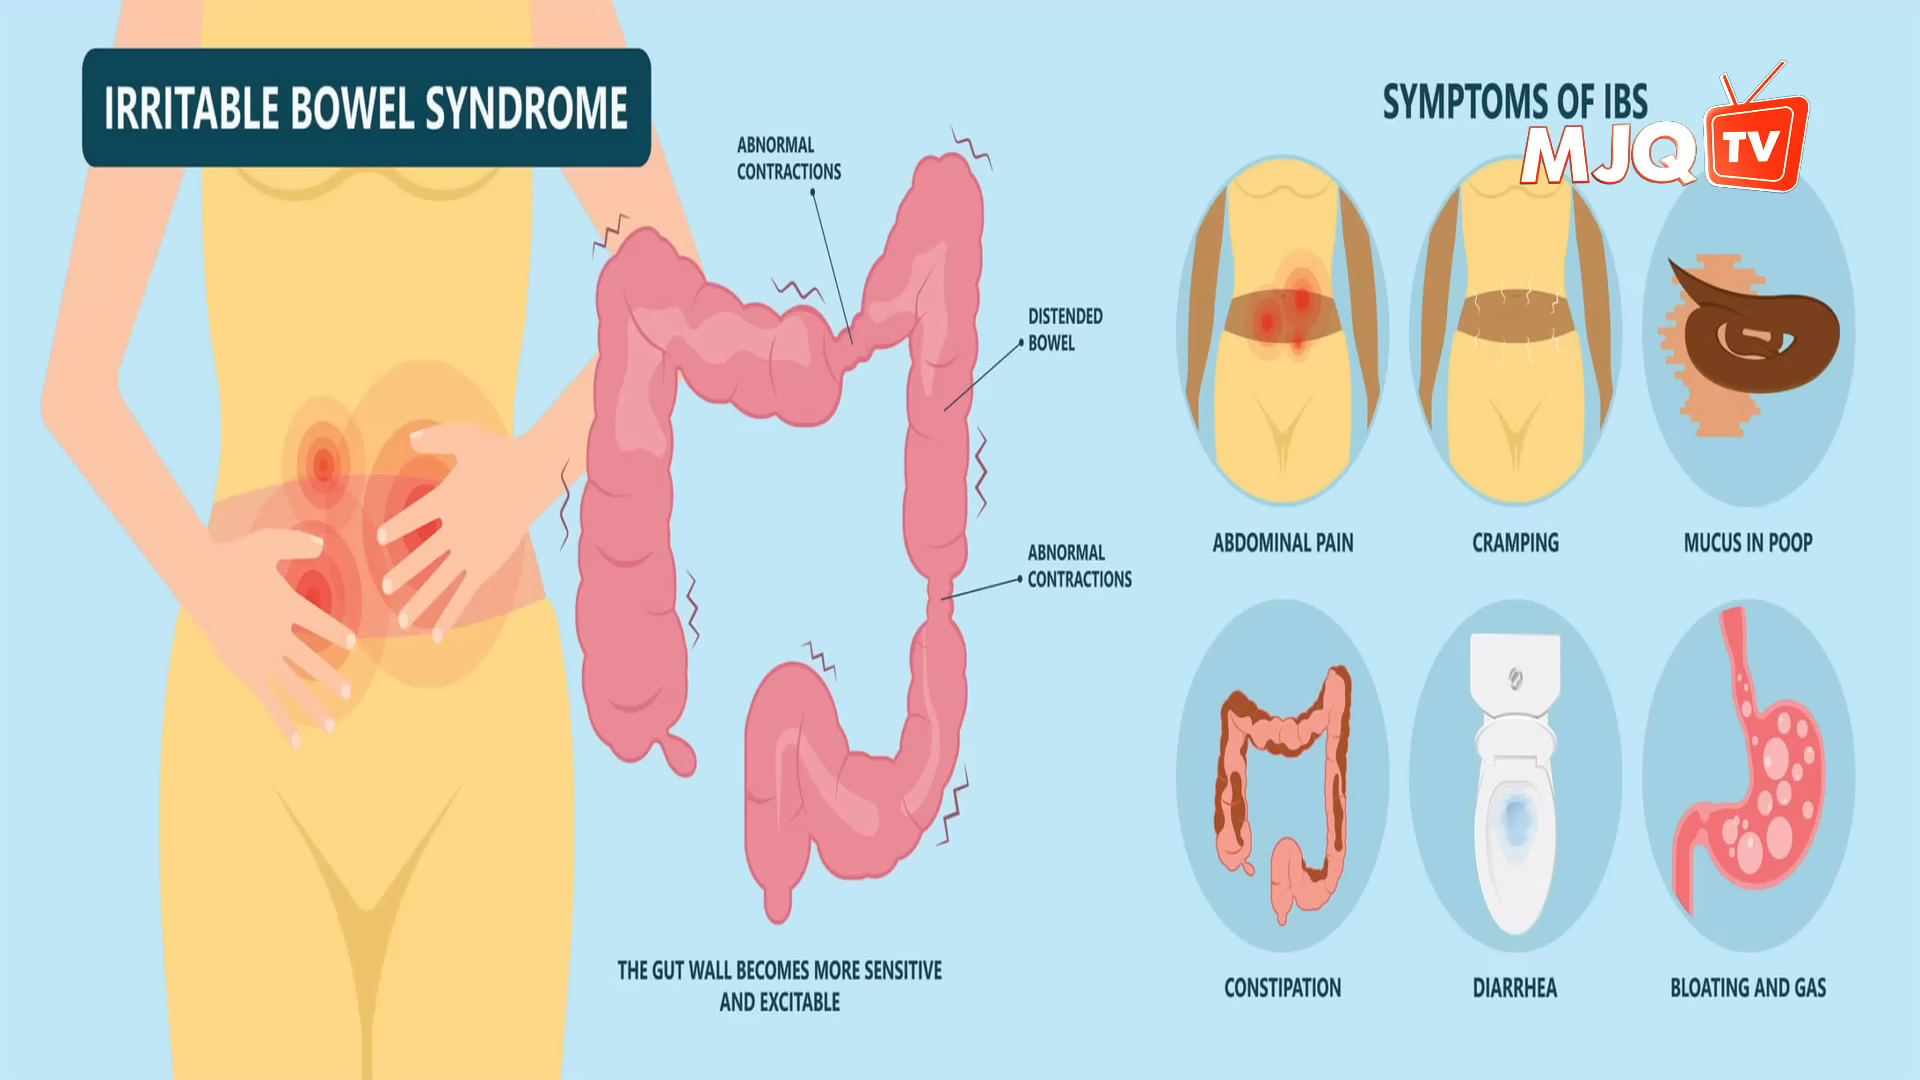 IRRITABLE BOWEL SYNDROME
ABNORMAL
CONTRACTIONS
DISTENDED
BOWEL
ABNORMAL
CONTRACTIONS
THE GUT WALL BECOMES MORE SENSITIVE
AND EXCITABLE
SYMPTOMS OF IBS
MJQ TV
ABDOMINAL PAIN
CRAMPING
MUCUS IN POOP
CONSTIPATION
DIARRHEA
BLOATING AND GAS